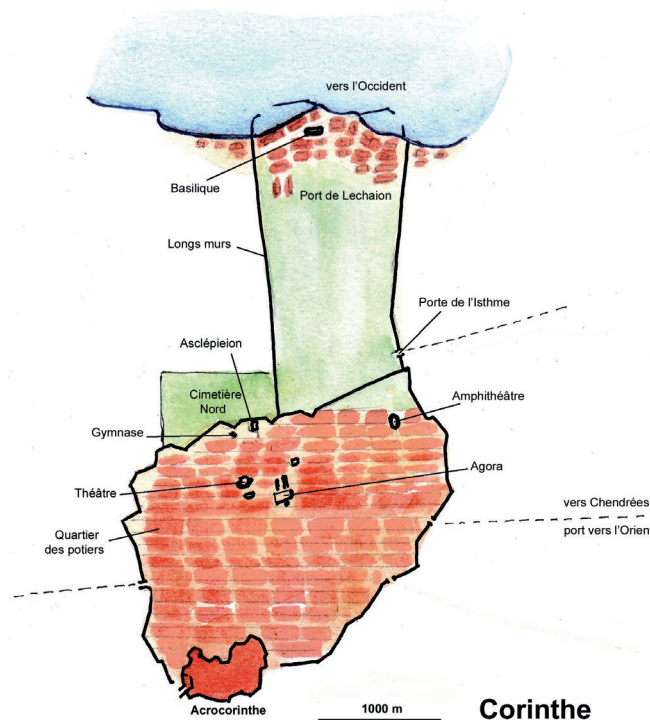 vers l'Occident
Basilique
Port de Lechaion
Longs murs
Porte de l'Isthme
Asclépieion
Cimetière
Nord
Amphithéâtre
Gymnase
Agora
Théâtre
vers Chendrées
port vers l'Orien
Quartier
des potiers
Acrocorinthe
1000 m
Corinthe